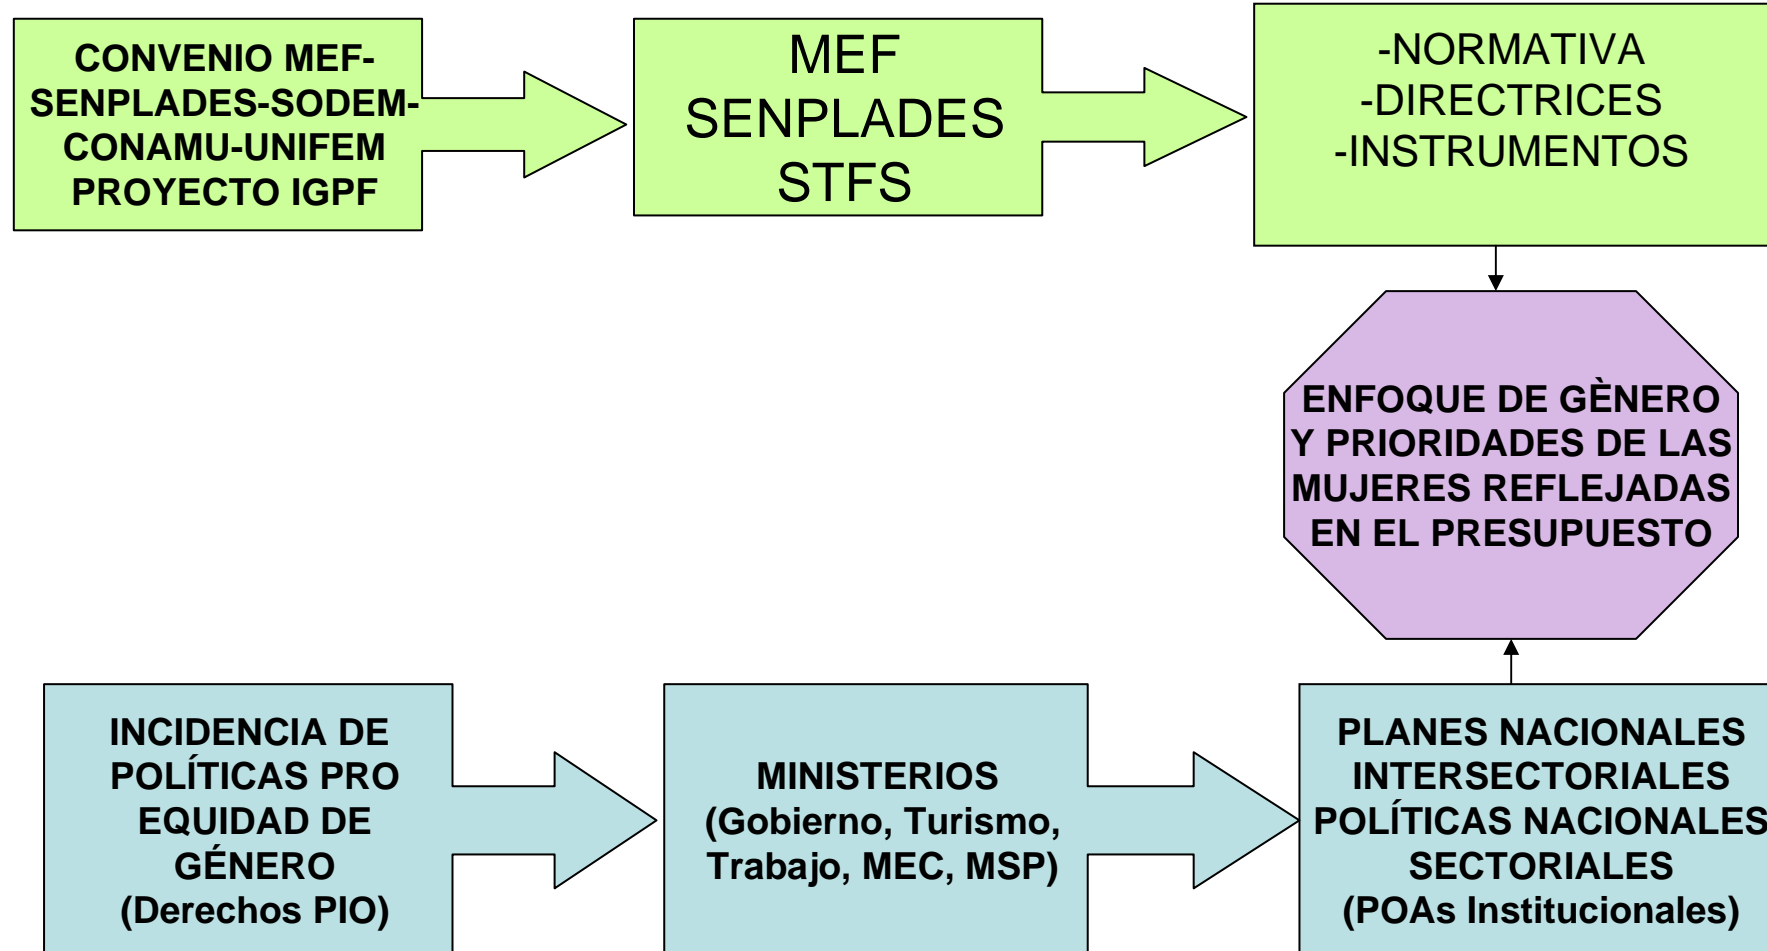 CONVENIO MEF-
SENPLADES-SODEM-
CONAMU-UNIFEM
PROYECTO IGPF
MEF
SENPLADES
STFS
-NORMATIVA
-DIRECTRICES
-INSTRUMENTOS
ENFOQUE DE GÈNERO
Y PRIORIDADES DE LAS
MUJERES REFLEJADAS
EN EL PRESUPUESTO
INCIDENCIA DE
POLÍTICAS PRO
EQUIDAD DE
GÉNERO
(Derechos PIO)
MINISTERIOS
(Gobierno, Turismo,
Trabajo, MEC, MSP)
PLANES NACIONALES
INTERSECTORIALES
POLÍTICAS NACIONALES
SECTORIALES
(POAs Institucionales)